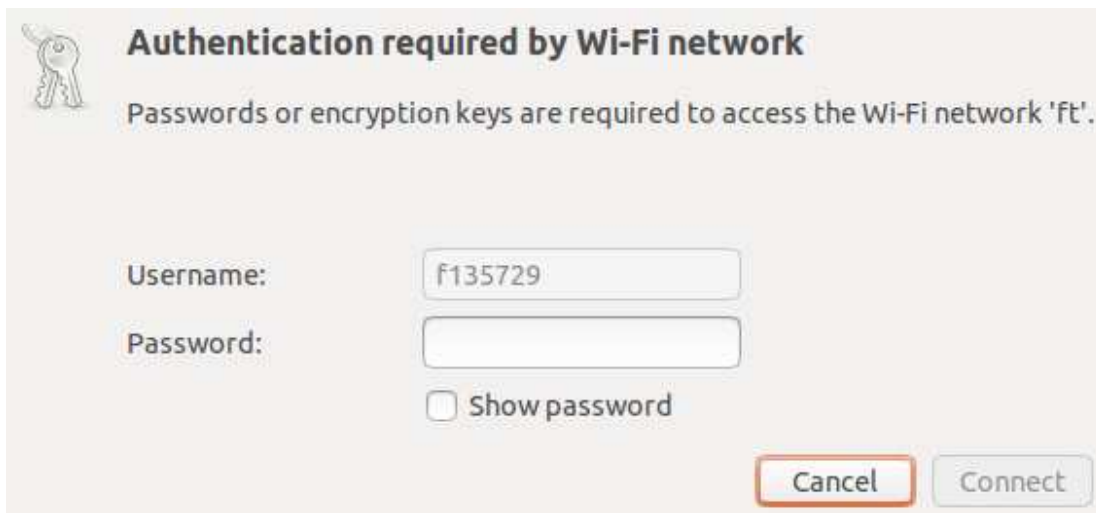 Authentication required by Wi-Fi network
Passwords or encryption keys are required to access the Wi-Fi network 'ft'.
Username: f135729
Password:
Show password
Cancel Connect